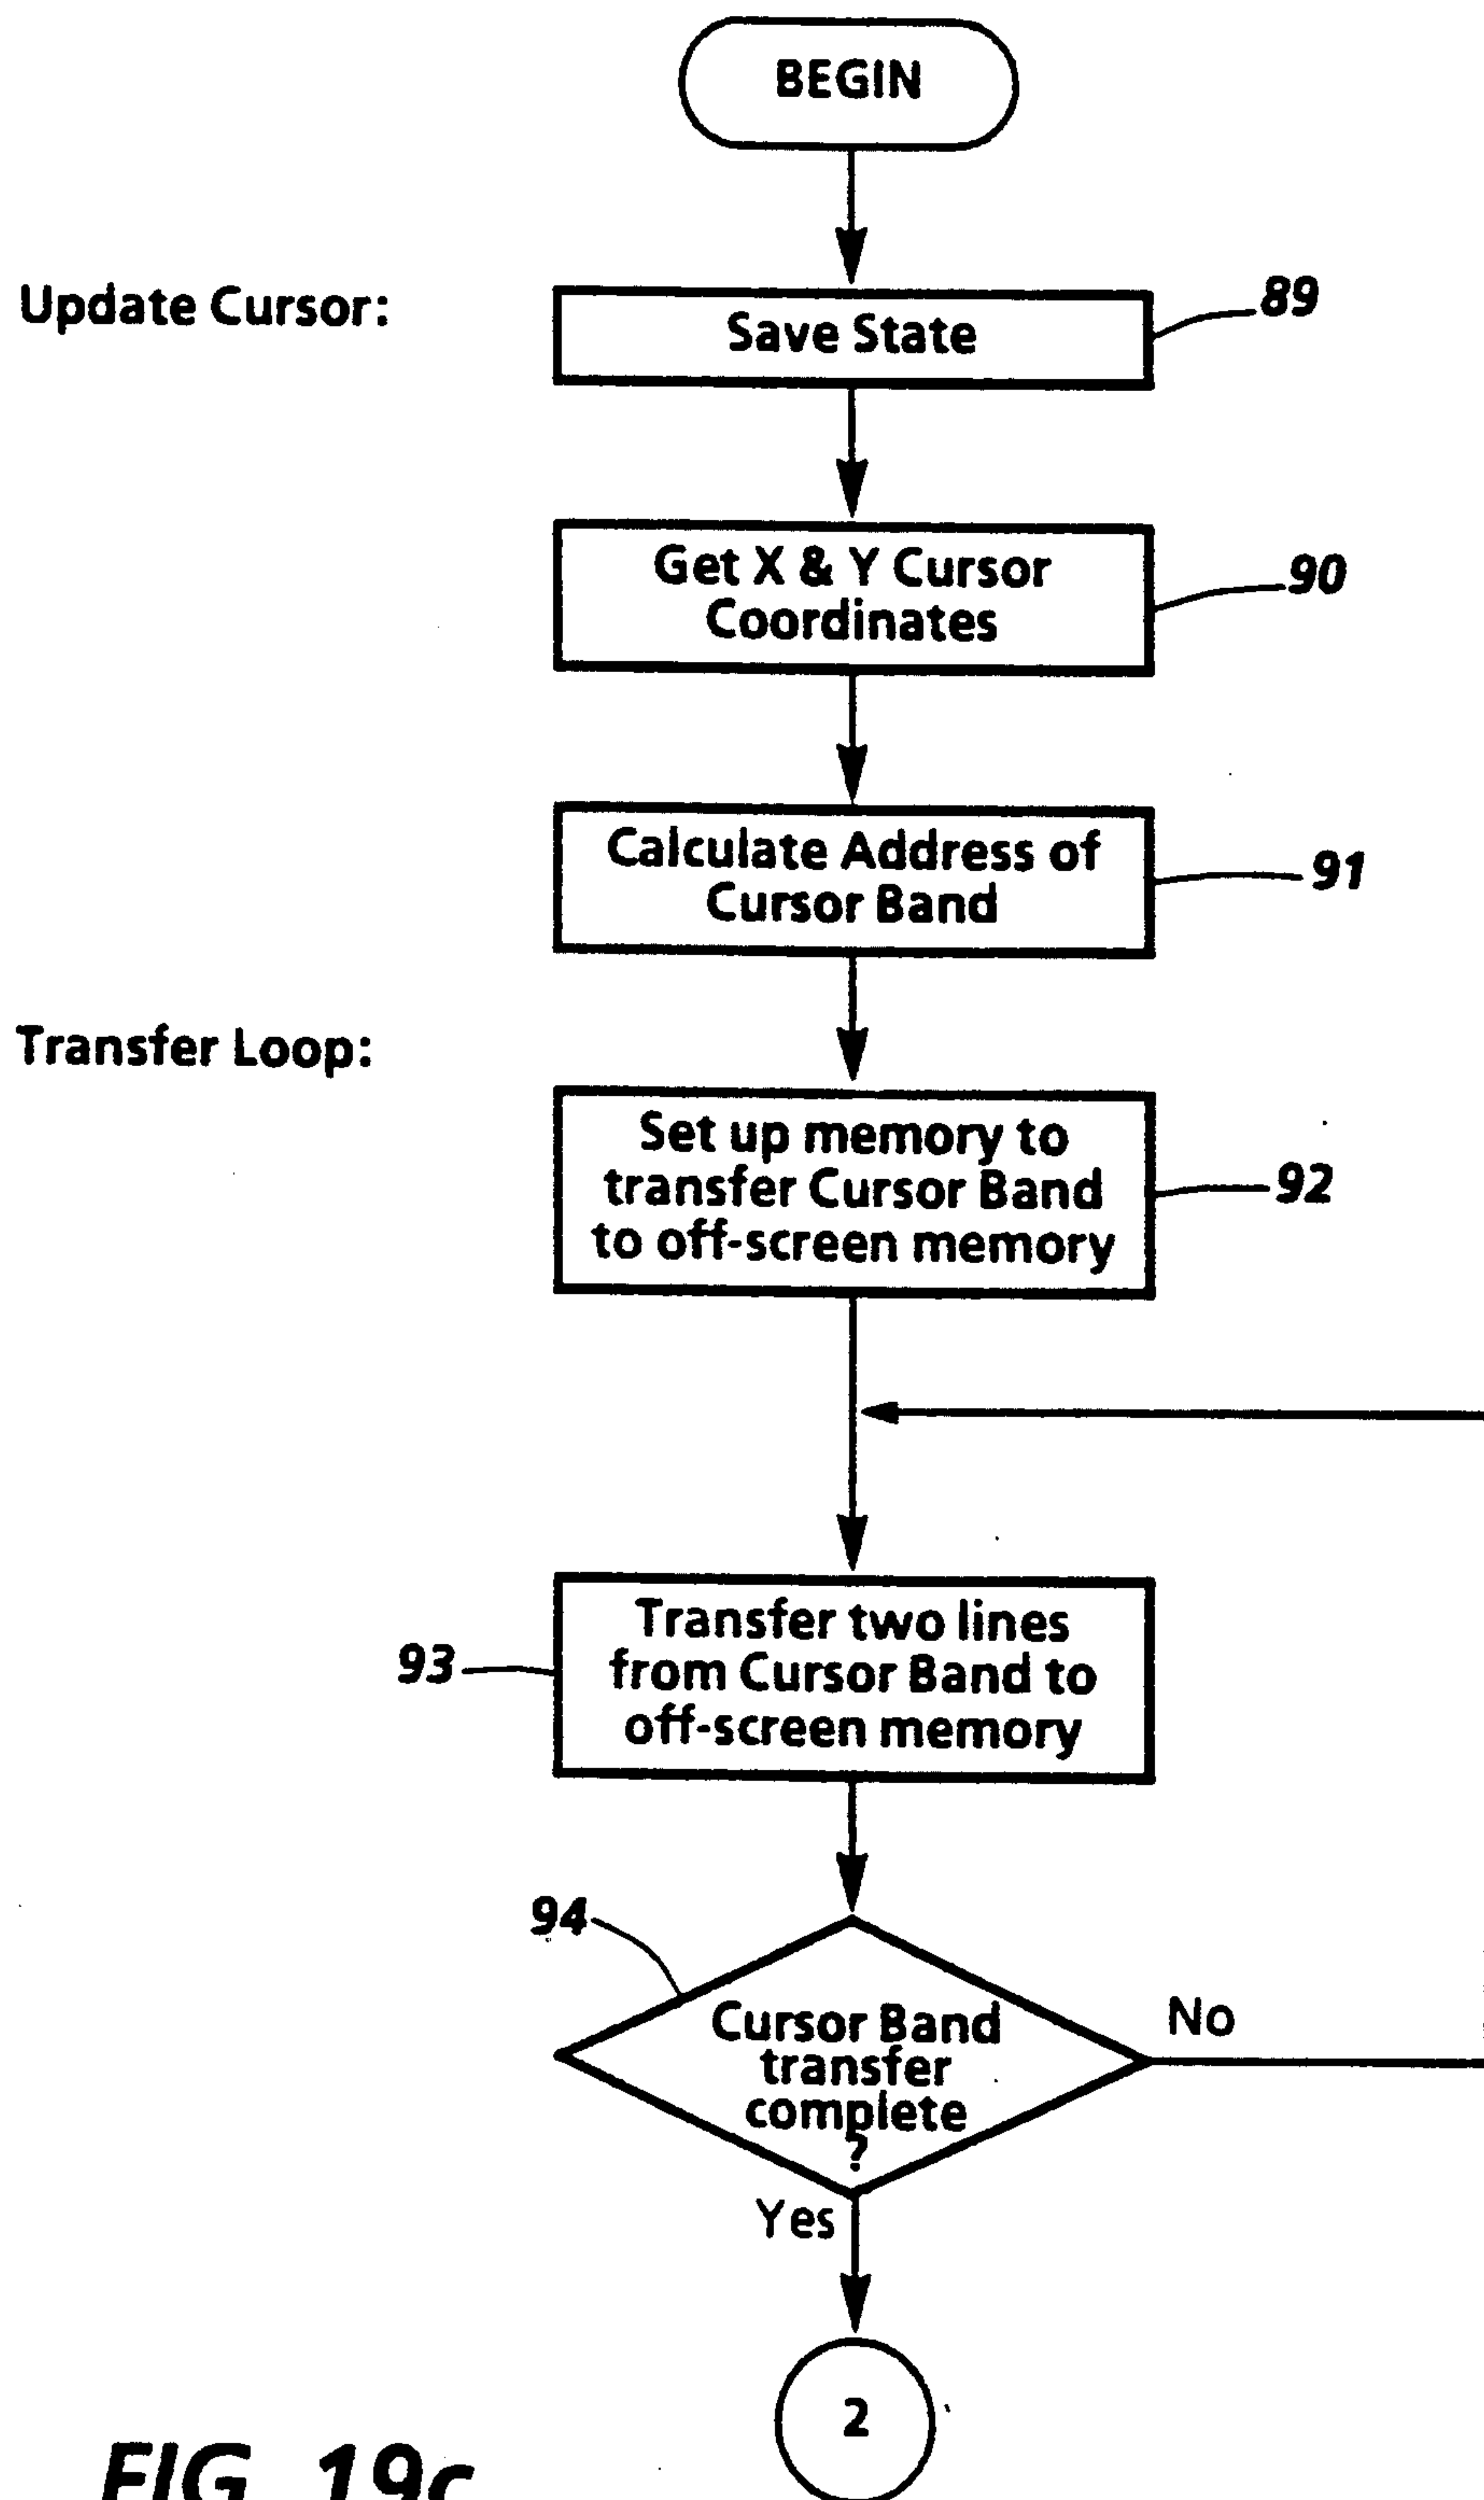 BEGIN
Update Cursor:
Save State
89
Get X & Y Cursor
Coordinates
90
Calculate Address of
Cursor Band
91
Transfer Loop:
Set up memory to
transfer Cursor Band
to off-screen memory
92
Transfer two lines
from Cursor Band to
off-screen memory
93
94
Cursor Band
transfer
complete
?
No
Yes
2
FIG. 19c